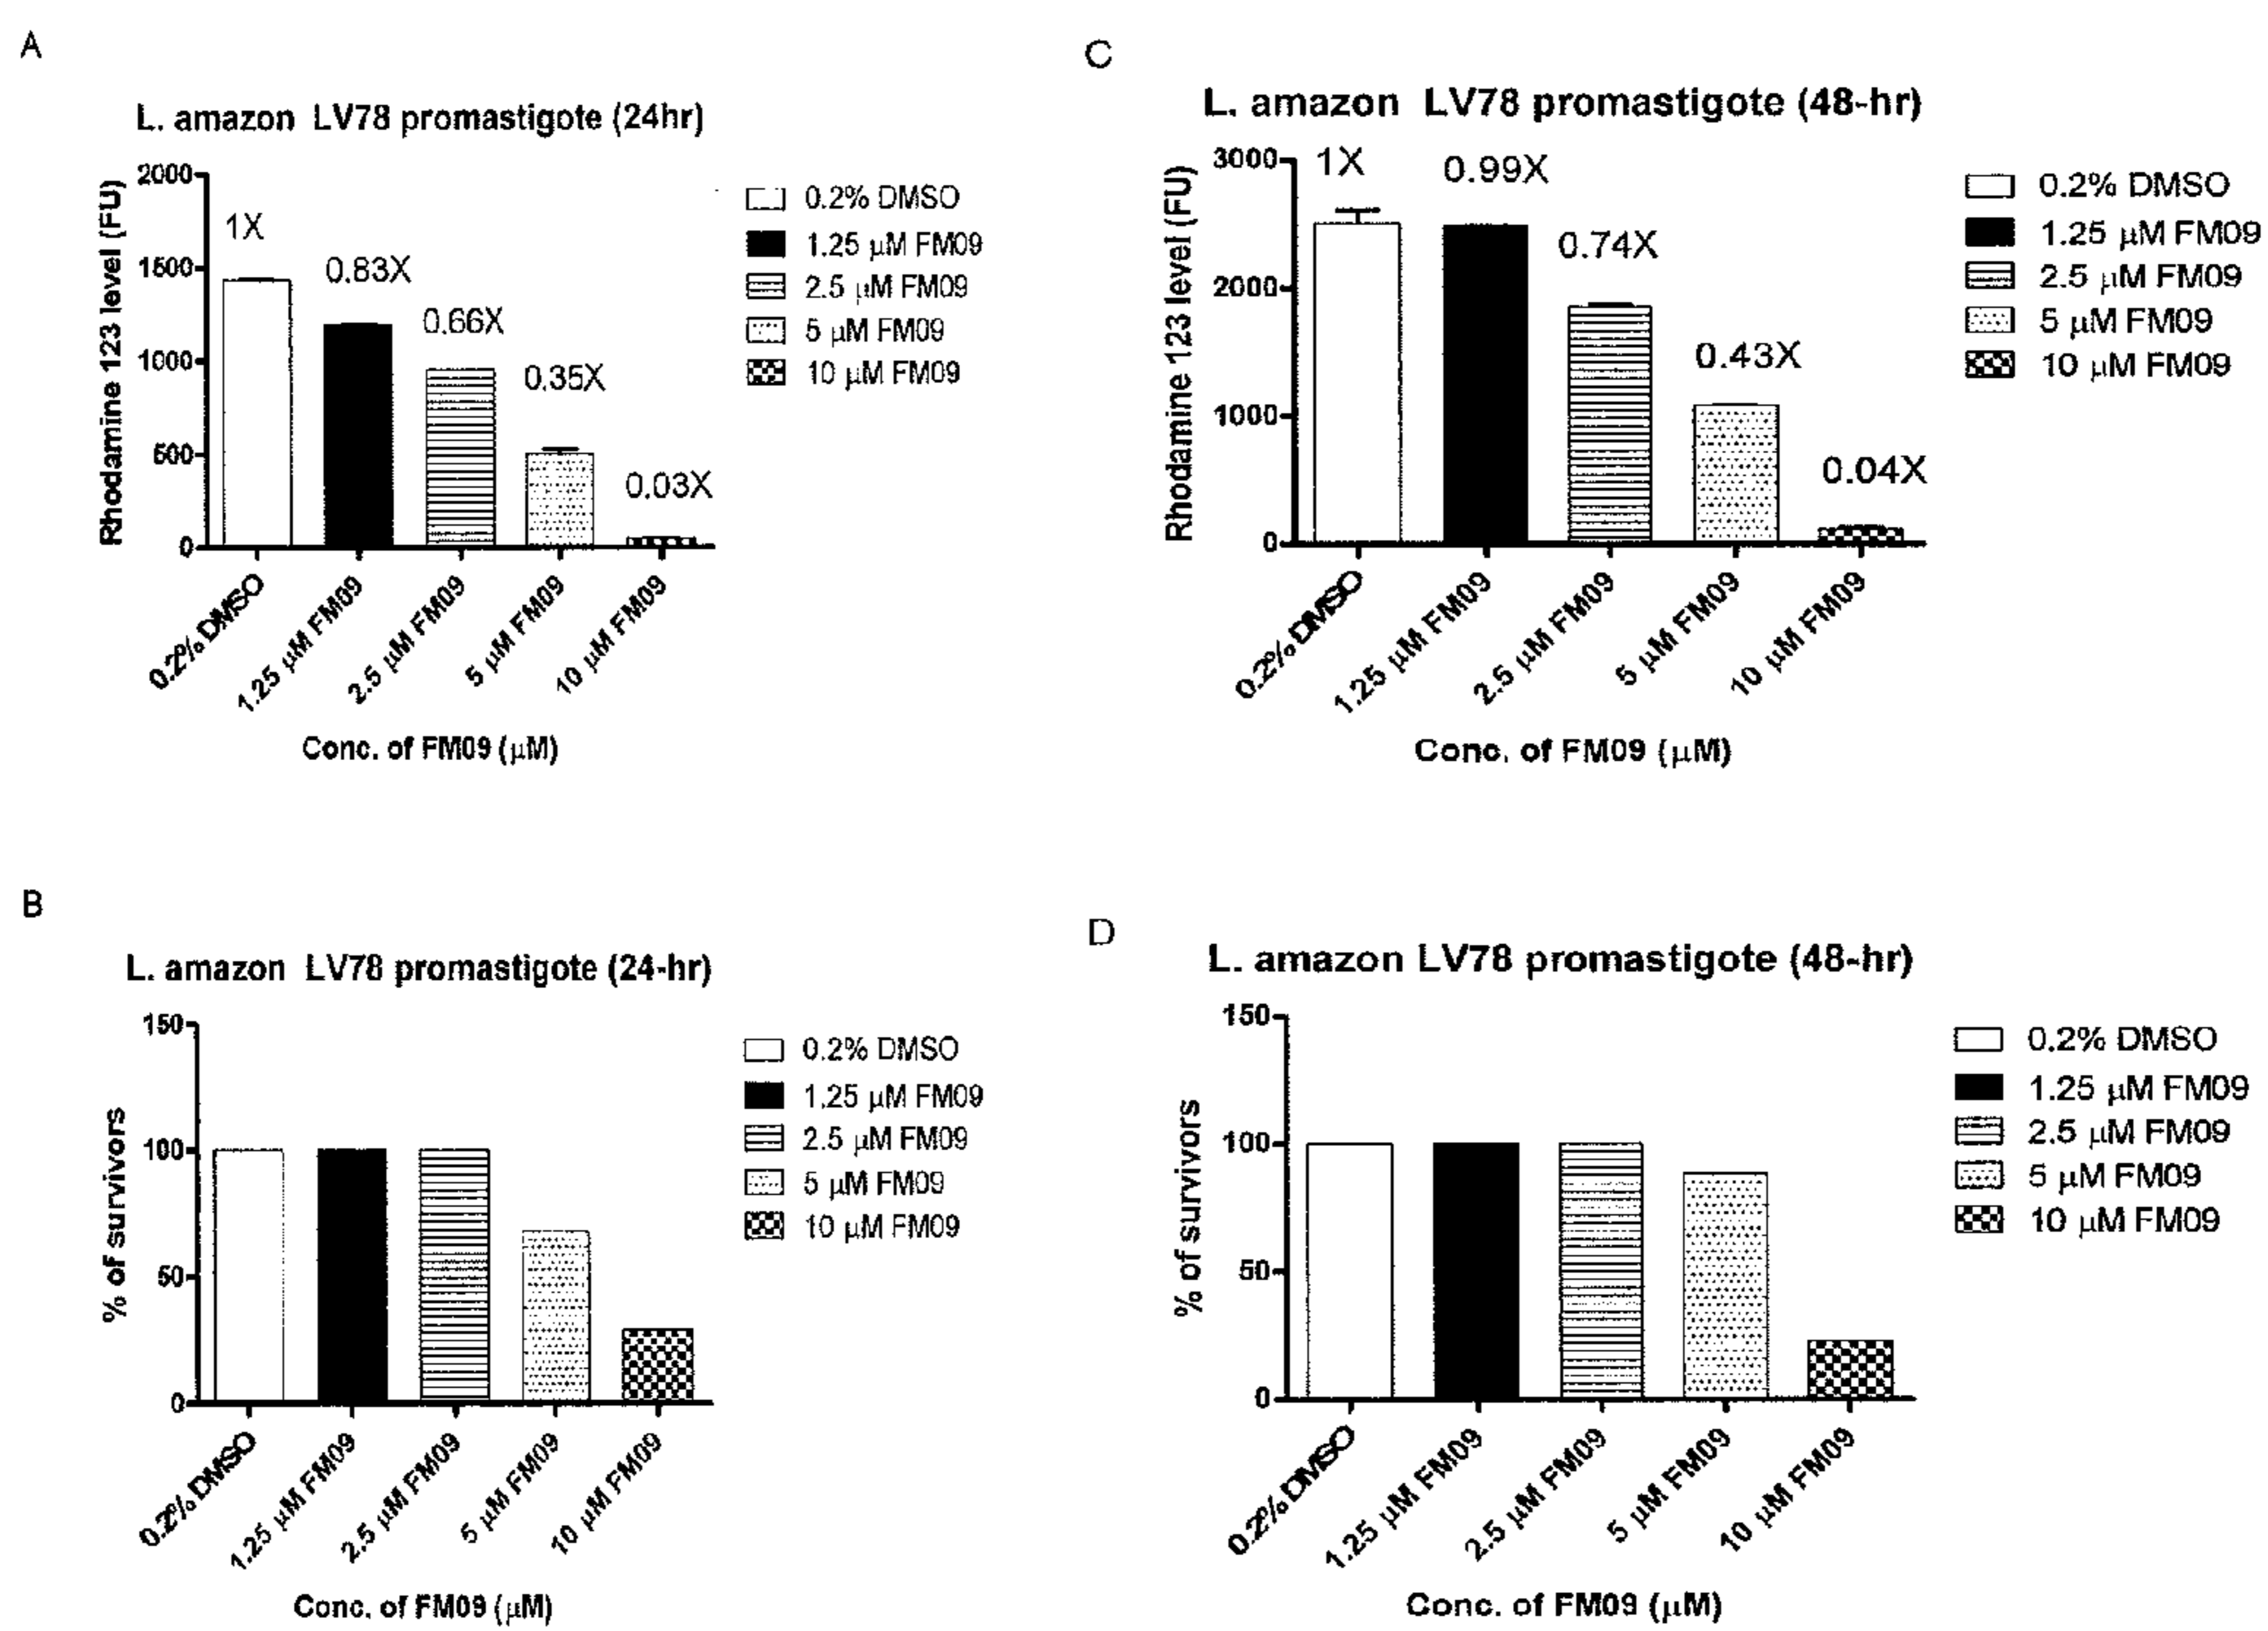 A
L. amazon LV78 promastigote (24hr)
Rhodamine 123 level (FU)
2000
1500
1000
500
0
1X
0.83X
0.66X
0.35X
0.03X
0.2% DMSO
1.25 μM FM09
2.5 μM FM09
5 μM FM09
10 μM FM09
Conc. of FM09 (μM)
0.2% DMSO
1.25 μM FM09
2.5 μM FM09
5 μM FM09
10 μM FM09
C
L. amazon LV78 promastigote (48-hr)
Rhodamine 123 level (FU)
3000
2000
1000
0
1X
0.99X
0.74X
0.43X
0.04X
0.2% DMSO
1.25 μM FM09
2.5 μM FM09
5 μM FM09
10 μM FM09
Conc. of FM09 (μM)
0.2% DMSO
1.25 μM FM09
2.5 μM FM09
5 μM FM09
10 μM FM09
B
L. amazon LV78 promastigote (24-hr)
% of survivors
150
100
50
0
0.2% DMSO
1.25 μM FM09
2.5 μM FM09
5 μM FM09
10 μM FM09
Conc. of FM09 (μM)
0.2% DMSO
1.25 μM FM09
2.5 μM FM09
5 μM FM09
10 μM FM09
D
L. amazon LV78 promastigote (48-hr)
% of survivors
150
100
50
0
0.2% DMSO
1.25 μM FM09
2.5 μM FM09
5 μM FM09
10 μM FM09
Conc. of FM09 (μM)
0.2% DMSO
1.25 μM FM09
2.5 μM FM09
5 μM FM09
10 μM FM09